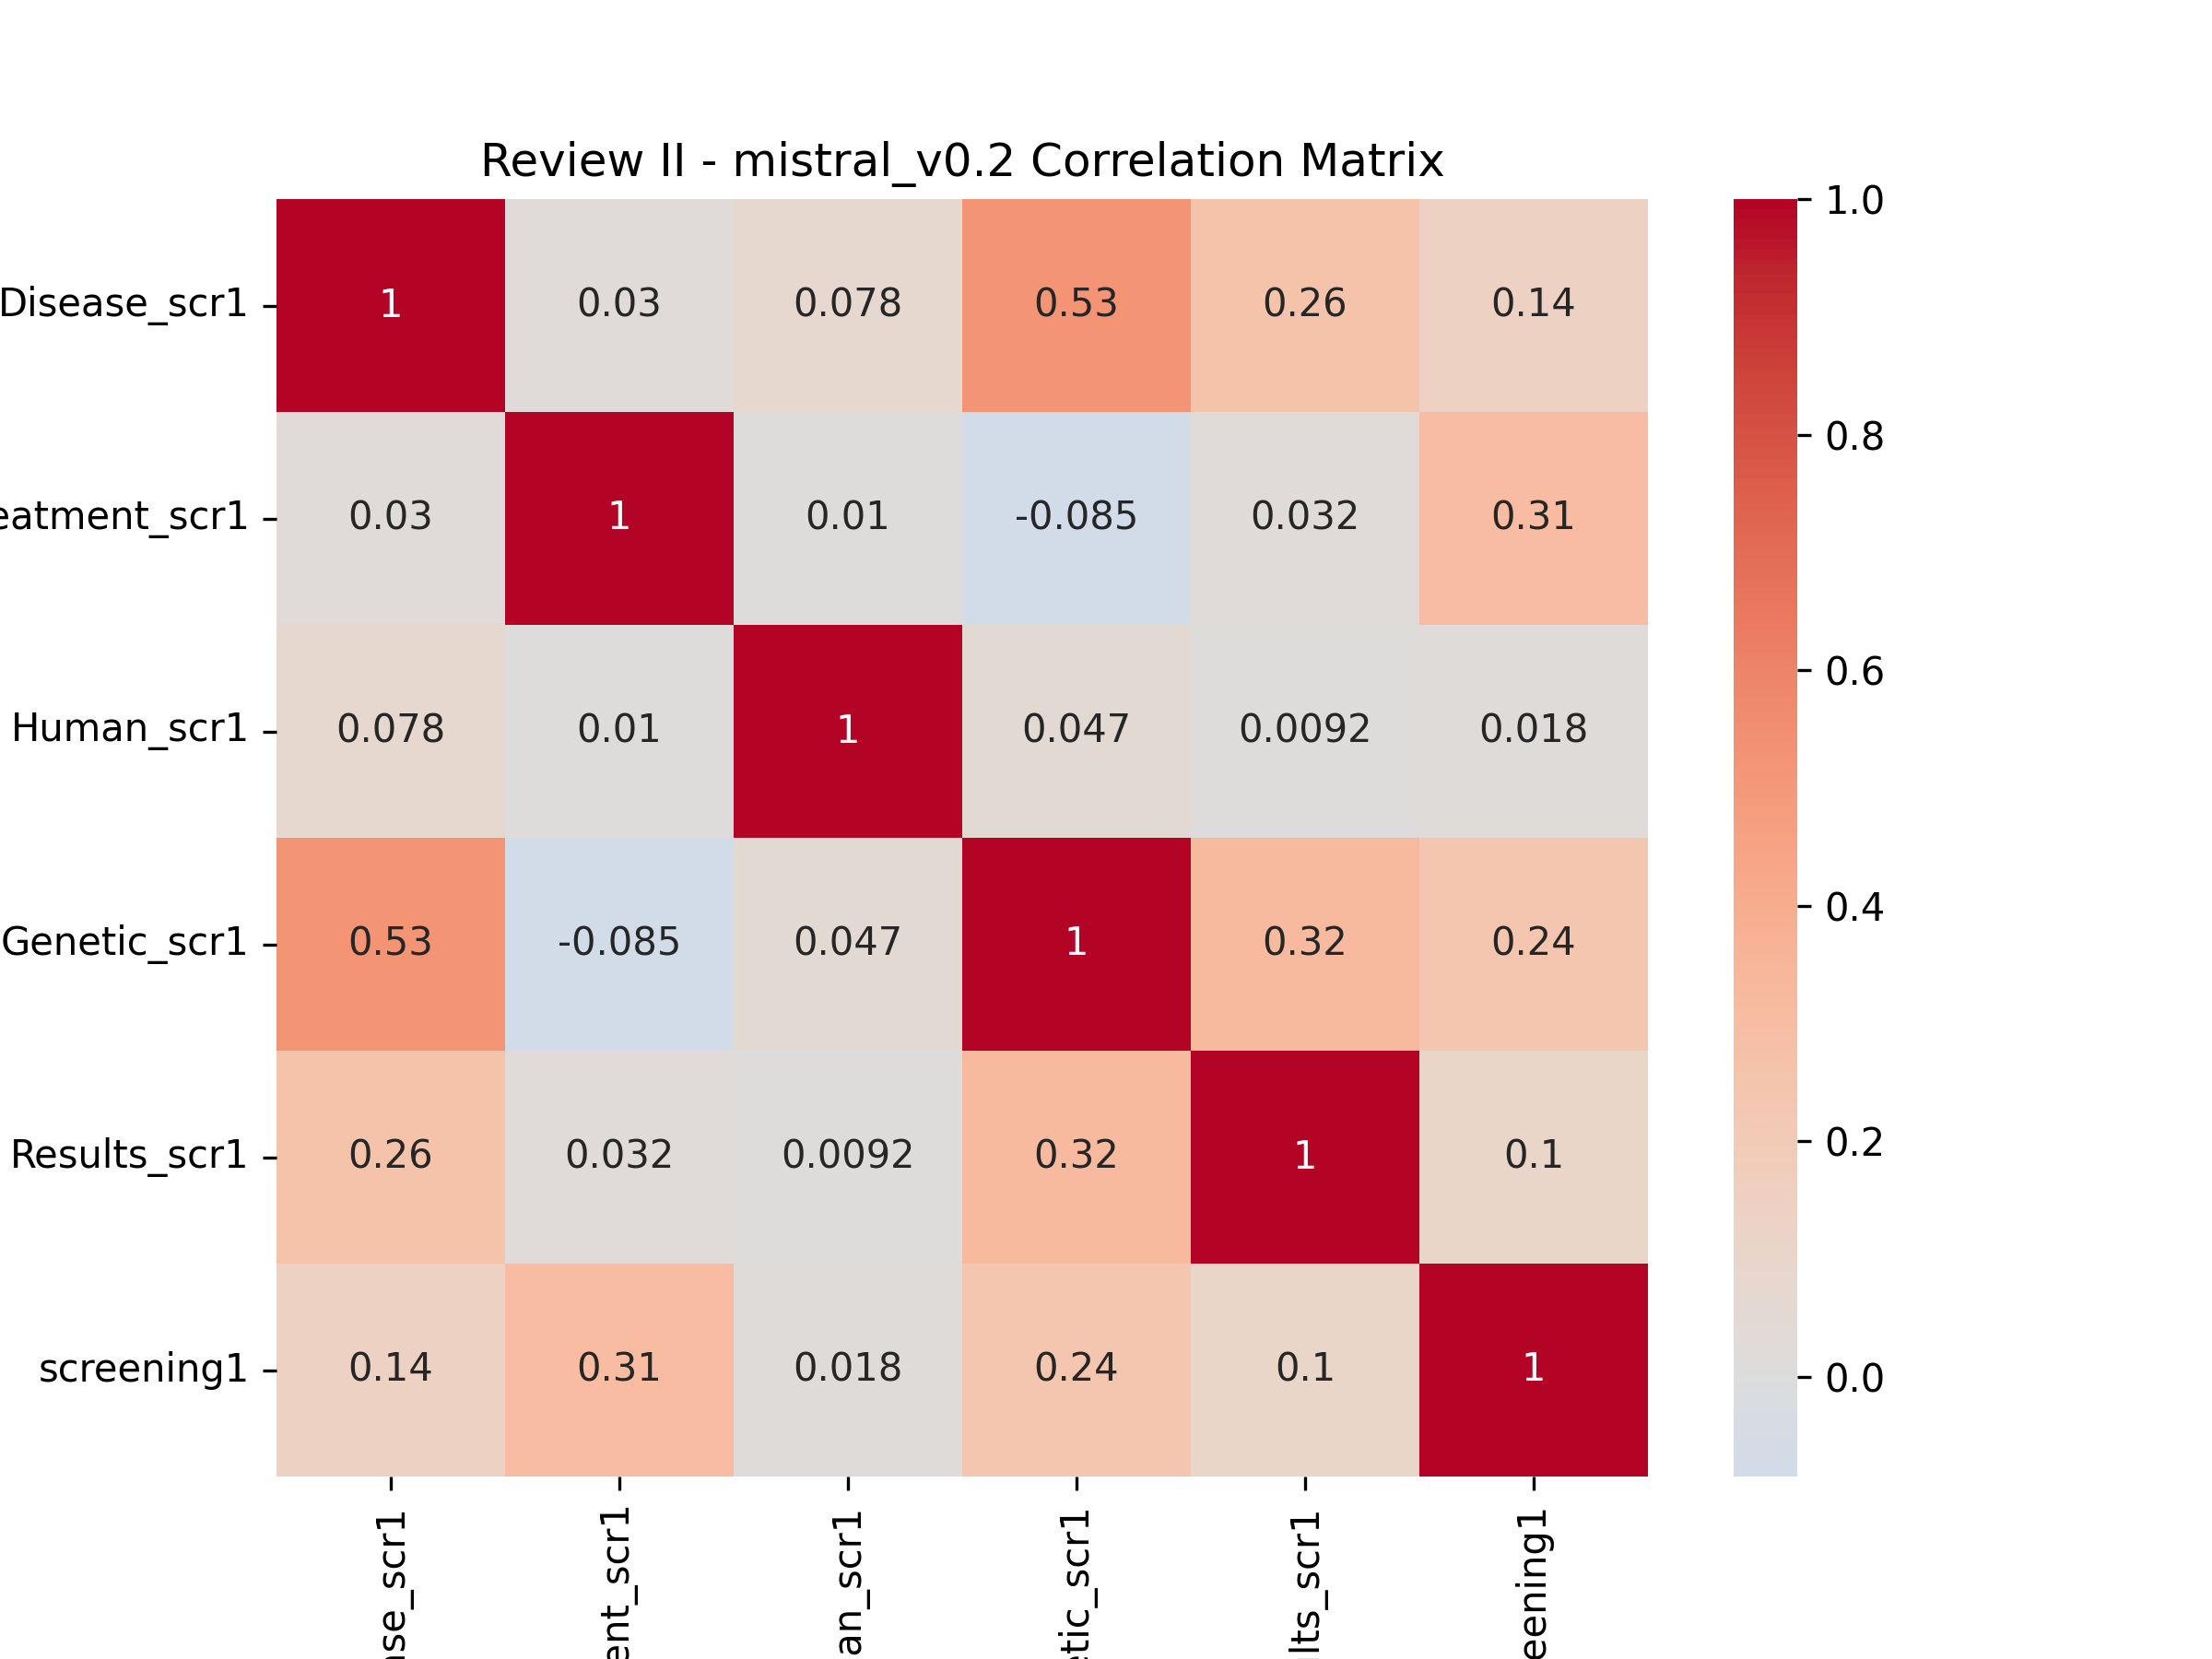 Review II - mistral_v0.2 Correlation Matrix
Disease_scr1 1 0.03 0.078 0.53 0.26 0.14
eatment_scr1 0.03 1 0.01 -0.085 0.032 0.31
Human_scr1 0.078 0.01 1 0.047 0.0092 0.018
Genetic_scr1 0.53 -0.085 0.047 1 0.32 0.24
Results_scr1 0.26 0.032 0.0092 0.32 1 0.1
screening1 0.14 0.31 0.018 0.24 0.1 1
ase_scr1
ent_scr1
an_scr1
etic_scr1
lts_scr1
eening1
1.0
0.8
0.6
0.4
0.2
0.0